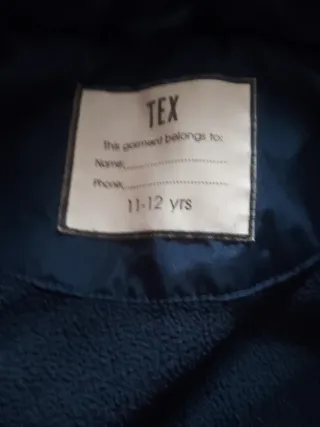 TEX
This garment belongs to:
Name:..............................
Phone:..............................
11-12 yrs